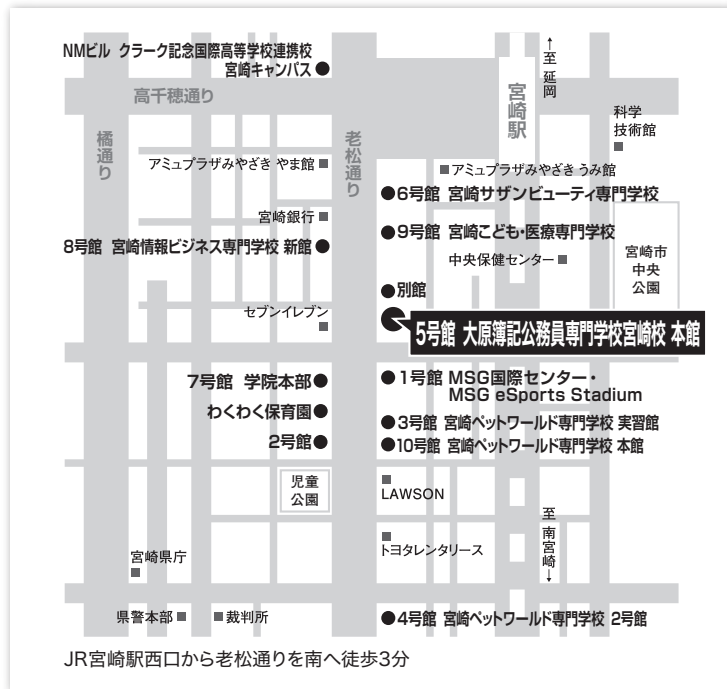 NMビル クラーク記念国際高等学校連携校
宮崎キャンパス
高千穂通り
宮崎駅
↑至 延岡
科学
技術館
橘通り
老松通り
アミュプラザみやざき やま館
アミュプラザみやざき うみ館
6号館 宮崎サザンビューティ専門学校
宮崎銀行
9号館 宮崎こども・医療専門学校
8号館 宮崎情報ビジネス専門学校 新館
中央保健センター
宮崎市
中央
公園
別館
セブンイレブン
5号館 大原簿記公務員専門学校宮崎校 本館
7号館 学院本部
1号館 MSG国際センター・
MSG eSports Stadium
わくわく保育園
3号館 宮崎ペットワールド専門学校 実習館
2号館
10号館 宮崎ペットワールド専門学校 本館
児童
公園
LAWSON
至 南宮崎↓
トヨタレンタリース
宮崎県庁
県警本部
裁判所
4号館 宮崎ペットワールド専門学校 2号館
JR宮崎駅西口から老松通りを南へ徒歩3分